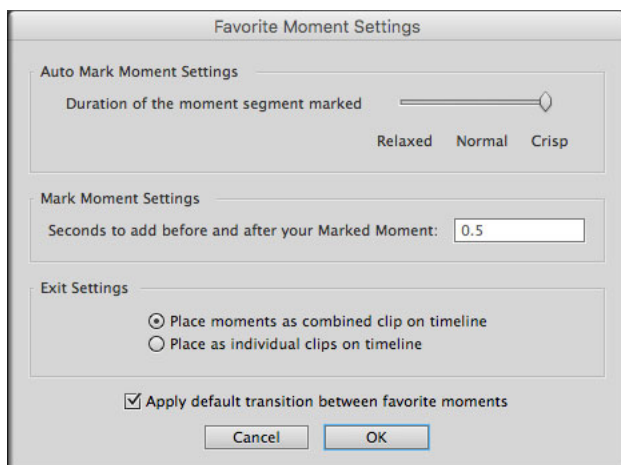 Favorite Moment Settings
Auto Mark Moment Settings
Duration of the moment segment marked
Relaxed Normal Crisp
Mark Moment Settings
Seconds to add before and after your Marked Moment: 0.5
Exit Settings
Place moments as combined clip on timeline
Place as individual clips on timeline
Apply default transition between favorite moments
Cancel OK